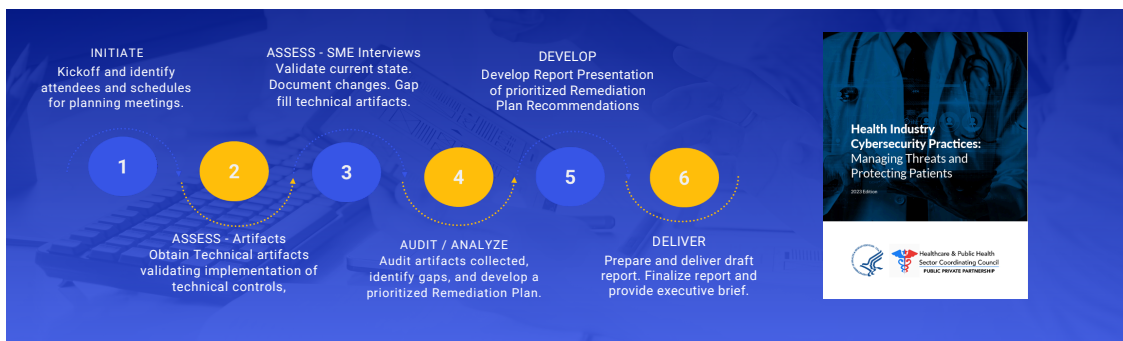 INITIATE
Kickoff and identify
attendees and schedules
for planning meetings.
1
2
ASSESS - Artifacts
Obtain Technical artifacts
validating implementation of
technical controls,
ASSESS - SME Interviews
Validate current state.
Document changes. Gap
fill technical artifacts.
3
4
AUDIT / ANALYZE
Audit artifacts collected,
identify gaps, and develop a
prioritized Remediation Plan.
DEVELOP
Develop Report Presentation
of prioritized Remediation
Plan Recommendations
5
6
DELIVER
Prepare and deliver draft
report. Finalize report and
provide executive brief.
Health Industry
Cybersecurity Practices:
Managing Threats and
Protecting Patients
2023 Edition
Healthcare & Public Health
Sector Coordinating Council
PUBLIC PRIVATE PARTNERSHIP